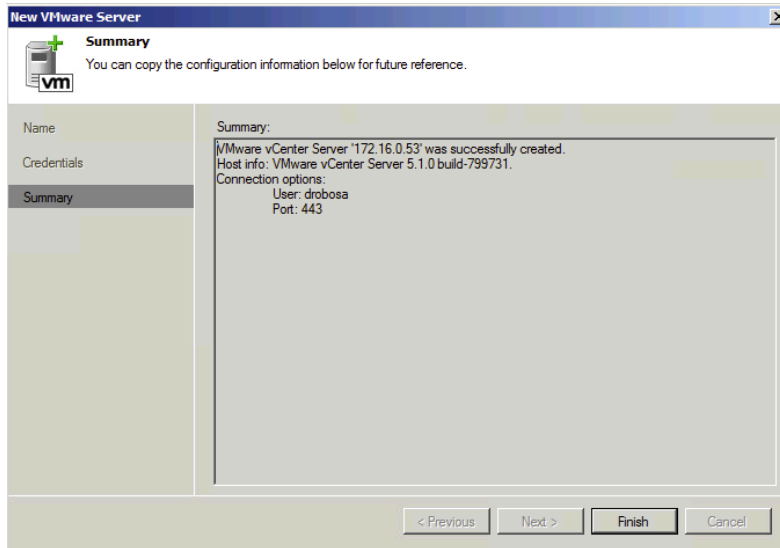 New VMware Server
Summary
You can copy the configuration information below for future reference.
vm
Name
Credentials
Summary
Summary:
VMware vCenter Server '172.16.0.53' was successfully created.
Host info: VMware vCenter Server 5.1.0 build-799731.
Connection options:
User: drobosa
Port: 443
< Previous Next > Finish Cancel